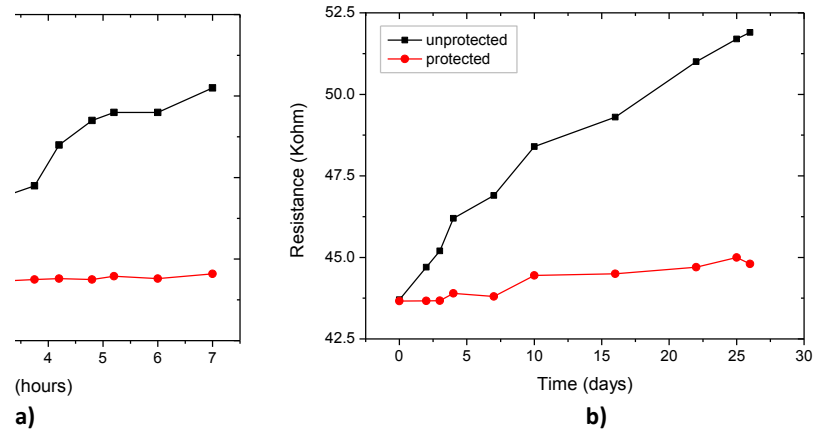 4 5 6 7
(hours)
a)
52.5
50.0
47.5
45.0
42.5
Resistance (Kohm)
unprotected
protected
0 5 10 15 20 25 30
Time (days)
b)